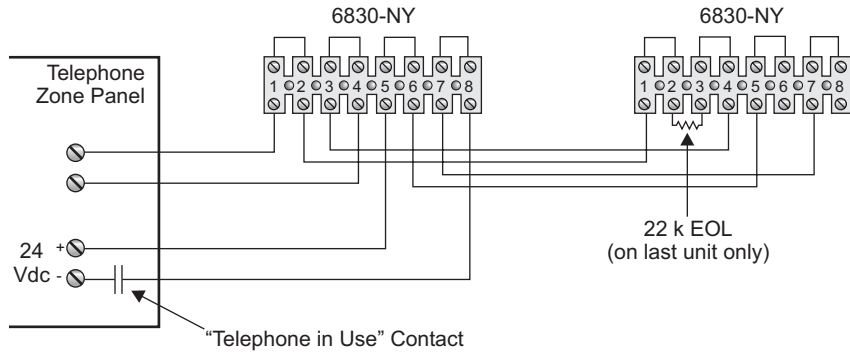 6830-NY
6830-NY
Telephone
Zone Panel
1 2 3 4 5 6 7 8
1 2 3 4 5 6 7 8
24 +
Vdc -
22 k EOL
(on last unit only)
“Telephone in Use” Contact